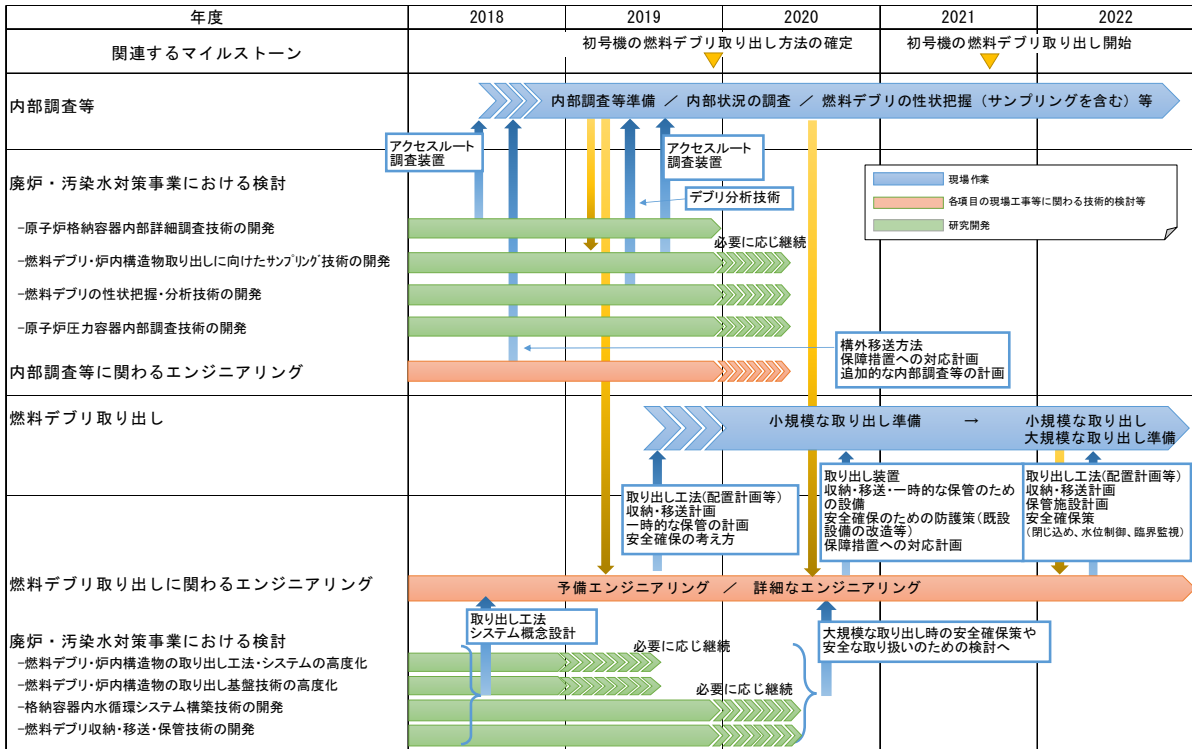 年度
2018
2019
2020
2021
2022
関連するマイルストーン
初号機の燃料デブリ取り出し方法の確定
初号機の燃料デブリ取り出し開始
内部調査等
内部調査等準備 ／ 内部状況の調査 ／ 燃料デブリの性状把握（サンプリングを含む）等
アクセスルート
調査装置
アクセスルート
調査装置
デブリ分析技術
廃炉・汚染水対策事業における検討
現場作業
各項目の現場工事等に関わる技術的検討等
研究開発
-原子炉格納容器内部詳細調査技術の開発
必要に応じ継続
-燃料デブリ・炉内構造物取り出しに向けたサンプリング技術の開発
-燃料デブリの性状把握・分析技術の開発
-原子炉圧力容器内部調査技術の開発
構外移送方法
保障措置への対応計画
追加的な内部調査等の計画
内部調査等に関わるエンジニアリング
燃料デブリ取り出し
小規模な取り出し準備 → 小規模な取り出し
大規模な取り出し準備
取り出し工法(配置計画等)
収納・移送計画
一時的な保管の計画
安全確保の考え方
取り出し装置
収納・移送・一時的な保管のため
の設備
安全確保のための防護策(既設
設備の改造等)
保障措置への対応計画
取り出し工法(配置計画等)
収納・移送計画
保管施設計画
安全確保策
(閉じ込め、水位制御、臨界監視)
燃料デブリ取り出しに関わるエンジニアリング
予備エンジニアリング ／ 詳細なエンジニアリング
取り出し工法
システム概念設計
大規模な取り出し時の安全確保策や
安全な取り扱いのための検討へ
廃炉・汚染水対策事業における検討
必要に応じ継続
-燃料デブリ・炉内構造物の取り出し工法・システムの高度化
-燃料デブリ・炉内構造物の取り出し基盤技術の高度化
必要に応じ継続
-格納容器内水循環システム構築技術の開発
-燃料デブリ収納・移送・保管技術の開発